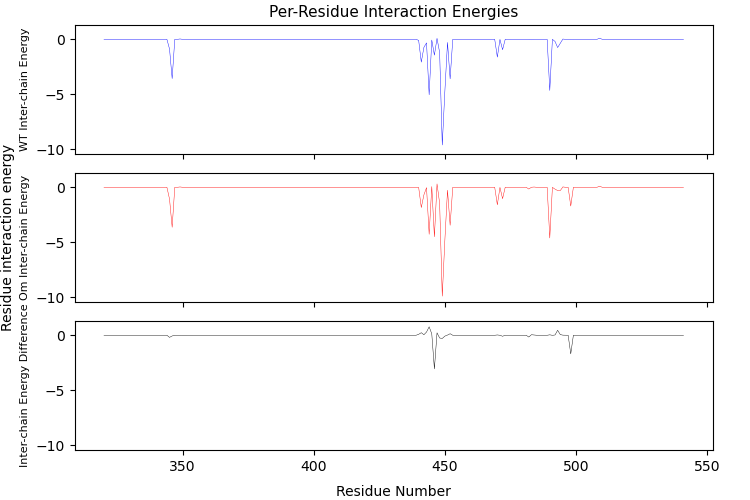 Per-Residue Interaction Energies
Residue interaction energy
WT Inter-chain Energy
0
−5
−10
Om Inter-chain Energy
0
−5
−10
Inter-chain Energy Difference
0
−5
−10
350
400
450
500
550
Residue Number